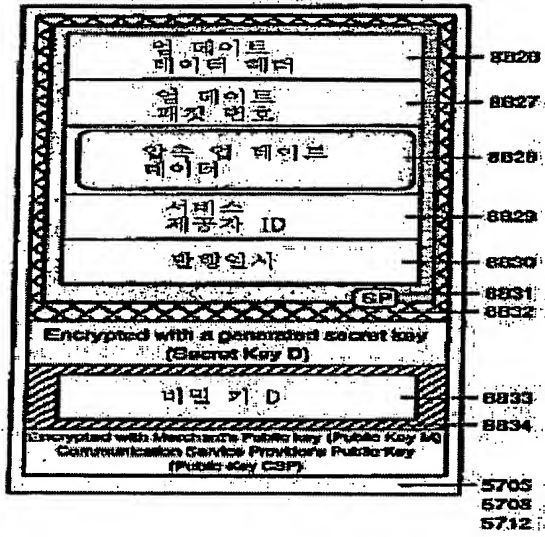 업 데이트
데이터 헤더
8826
업 데이트
패킷 번호
8827
압축 업 데이트
데이터
8828
서비스
제공자 ID
8829
발행일시
8830
SP
8831
8832
Encrypted with a generated secret key
(Secret Key D)
비밀 키 D
8833
8834
Encrypted with Merchant's Public key (Public Key M)
Communication Service Provider's Public Key
(Public Key CSP)
5705
5708
5712